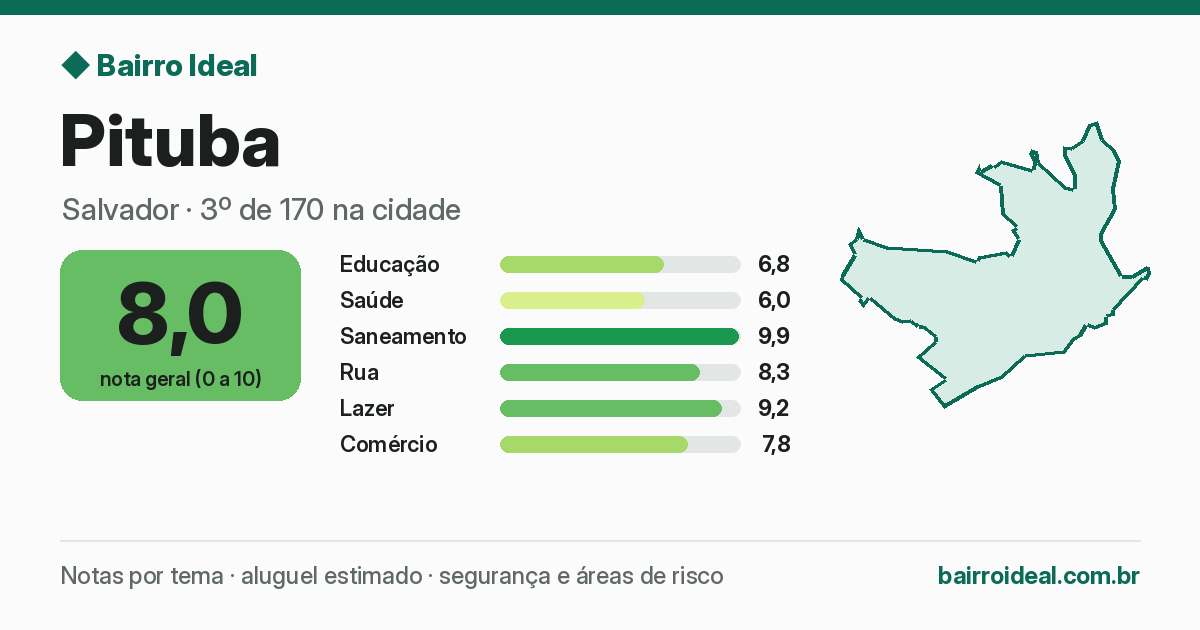 Bairro Ideal
Pituba
Salvador · 3º de 170 na cidade
8,0
nota geral (0 a 10)
Educação 6,8
Saúde 6,0
Saneamento 9,9
Rua 8,3
Lazer 9,2
Comércio 7,8
Notas por tema · aluguel estimado · segurança e áreas de risco
bairroideal.com.br